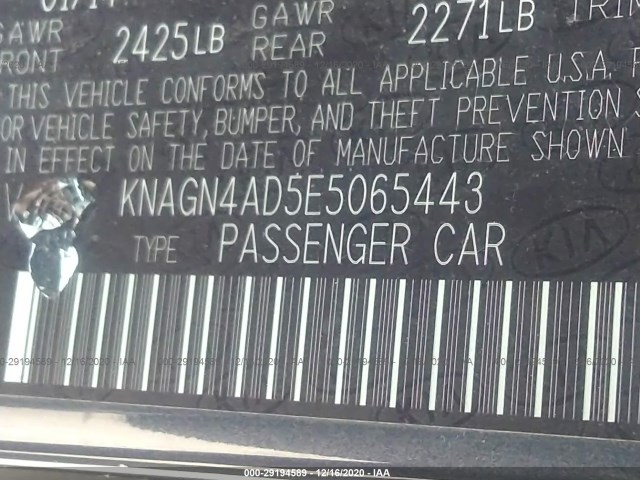 GAWR GAWR
FRONT 2425LB REAR 2271LB
THIS VEHICLE CONFORMS TO ALL APPLICABLE U.S.A.
VEHICLE SAFETY, BUMPER, AND THEFT PREVENTION
IN EFFECT ON THE DATE OF MANUFACTURE SHOWN
KNAGN4AD5E5065443
TYPE PASSENGER CAR
KIA
000-29194589 - 12/16/2020 - IAA